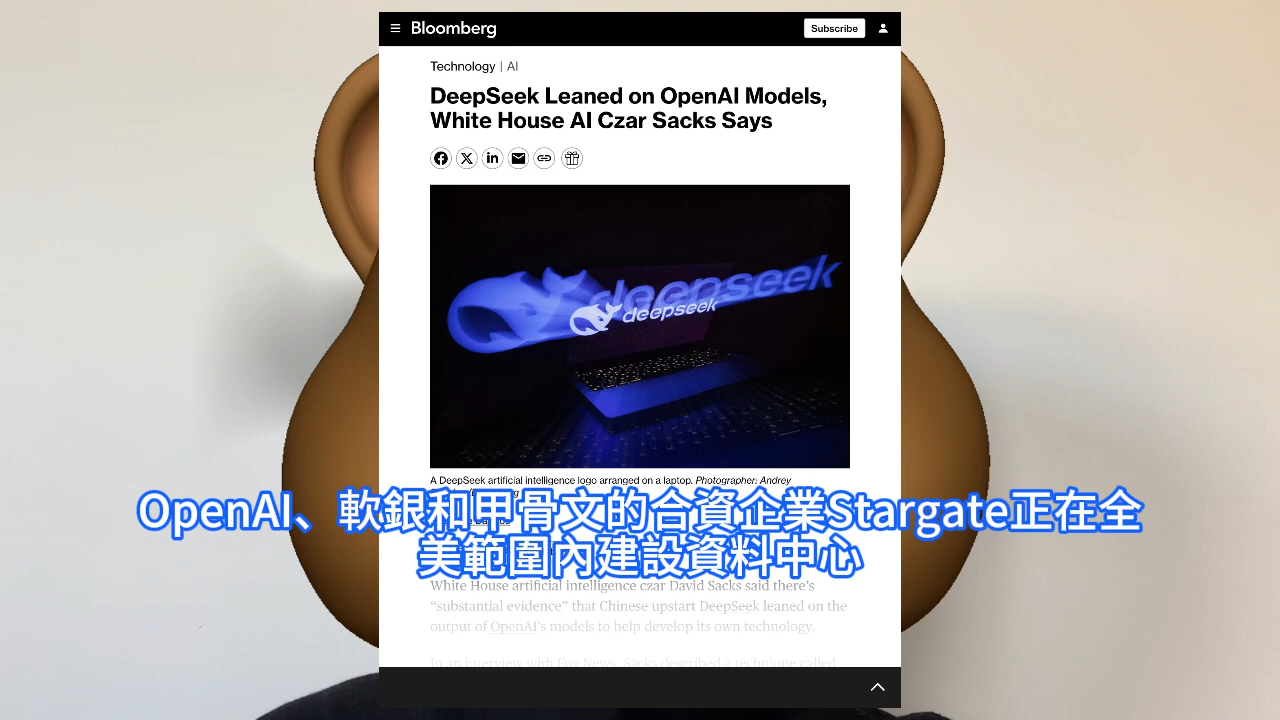 Bloomberg
Subscribe
Technology | AI
DeepSeek Leaned on OpenAI Models,
White House AI Czar Sacks Says
deepseek
deepseek
A DeepSeek artificial intelligence logo arranged on a laptop. Photographer: Andrey
OpenAI、軟銀和甲骨文的合資企業Stargate正在全
美範圍內建設資料中心
White House artificial intelligence czar David Sacks said there's
“substantial evidence” that Chinese upstart DeepSeek leaned on the
output of OpenAI's models to help develop its own technology.
In an interview with Fox News, Sacks described a technique called